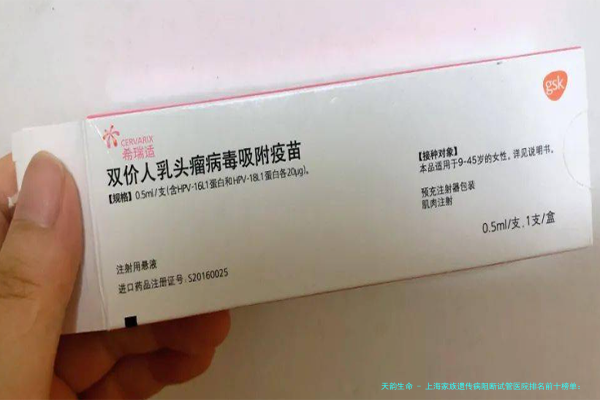 CERVARIX
希瑞适
gsk
双价人乳头瘤病毒吸附疫苗
【规格】0.5ml/支(含HPV-16L1蛋白和HPV-18L1蛋白各20μg)。
【接种对象】
本品适用于9-45岁的女性。详见说明书。
预充注射器包装
肌肉注射
0.5ml/支.1支/盒
注射用悬液
进口药品注册证号:S20160025
天韵生命 - 上海家族遗传病阻断试管医院排名前十榜单: